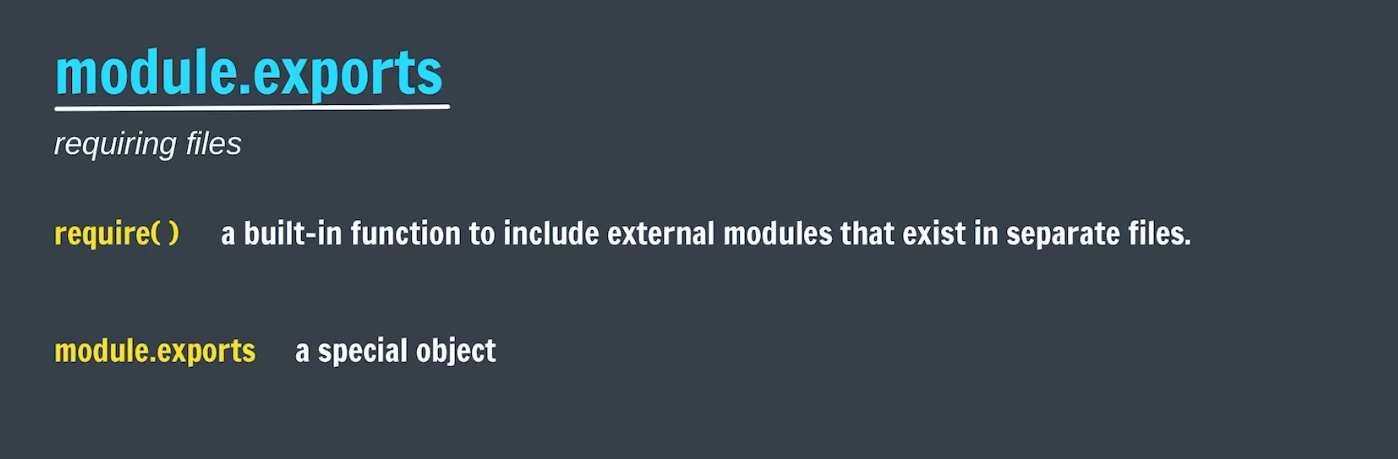 module.exports
requiring files
require( ) a built-in function to include external modules that exist in separate files.
module.exports a special object